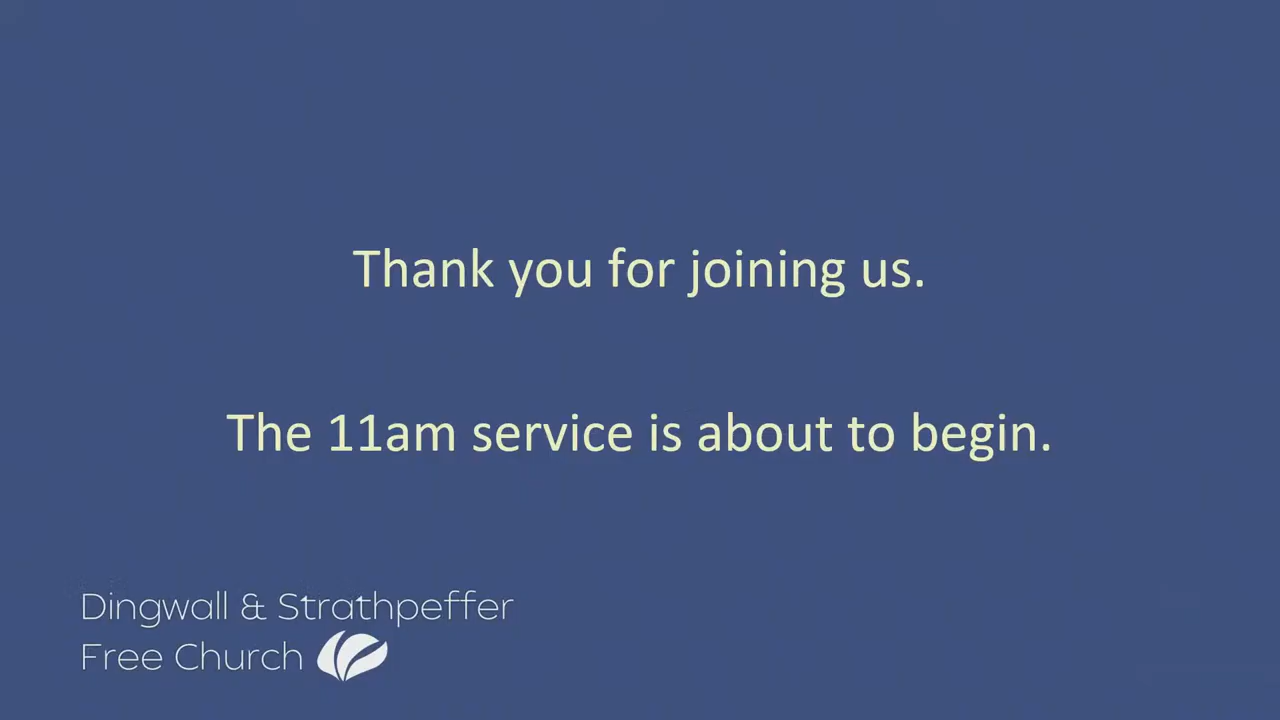 Thank you for joining us.
The 11am service is about to begin.
Dingwall & Strathpeffer
Free Church